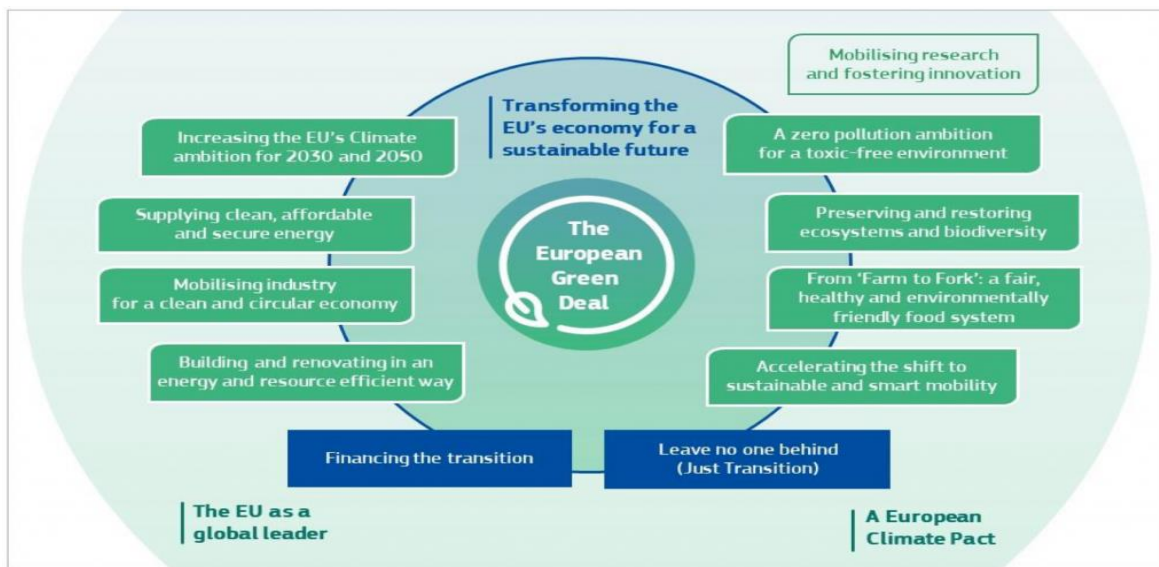 Mobilising research
and fostering innovation
Transforming the
EU's economy for a
sustainable future
Increasing the EU's Climate
ambition for 2030 and 2050
A zero pollution ambition
for a toxic-free environment
Supplying clean, affordable
and secure energy
Preserving and restoring
ecosystems and biodiversity
The
European
Green
Deal
Mobilising industry
for a clean and circular economy
From 'Farm to Fork': a fair,
healthy and environmentally
friendly food system
Building and renovating in an
energy and resource efficient way
Accelerating the shift to
sustainable and smart mobility
Financing the transition
Leave no one behind
(Just Transition)
The EU as a
global leader
A European
Climate Pact